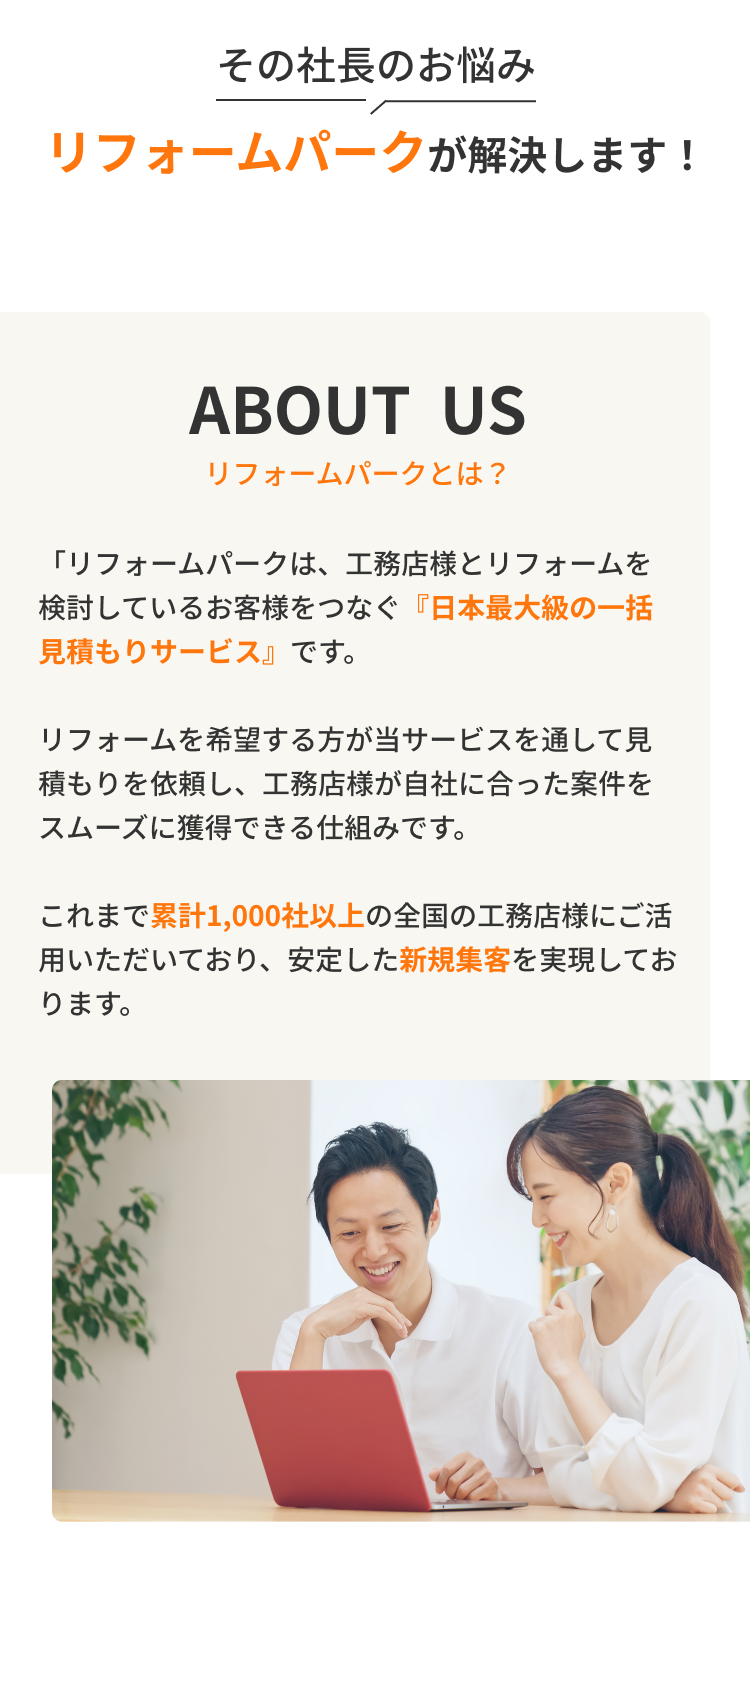 その社長のお悩み
リフォームパークが解決します！
ABOUT US
リフォームパークとは？
「リフォームパークは、工務店様とリフォームを
検討しているお客様をつなぐ『日本最大級の一括
見積もりサービス』です。
リフォームを希望する方が当サービスを通して見
積もりを依頼し、工務店様が自社に合った案件を
スムーズに獲得できる仕組みです。
これまで累計1,000社以上の全国の工務店様にご活
用いただいており、安定した新規集客を実現してお
ります。